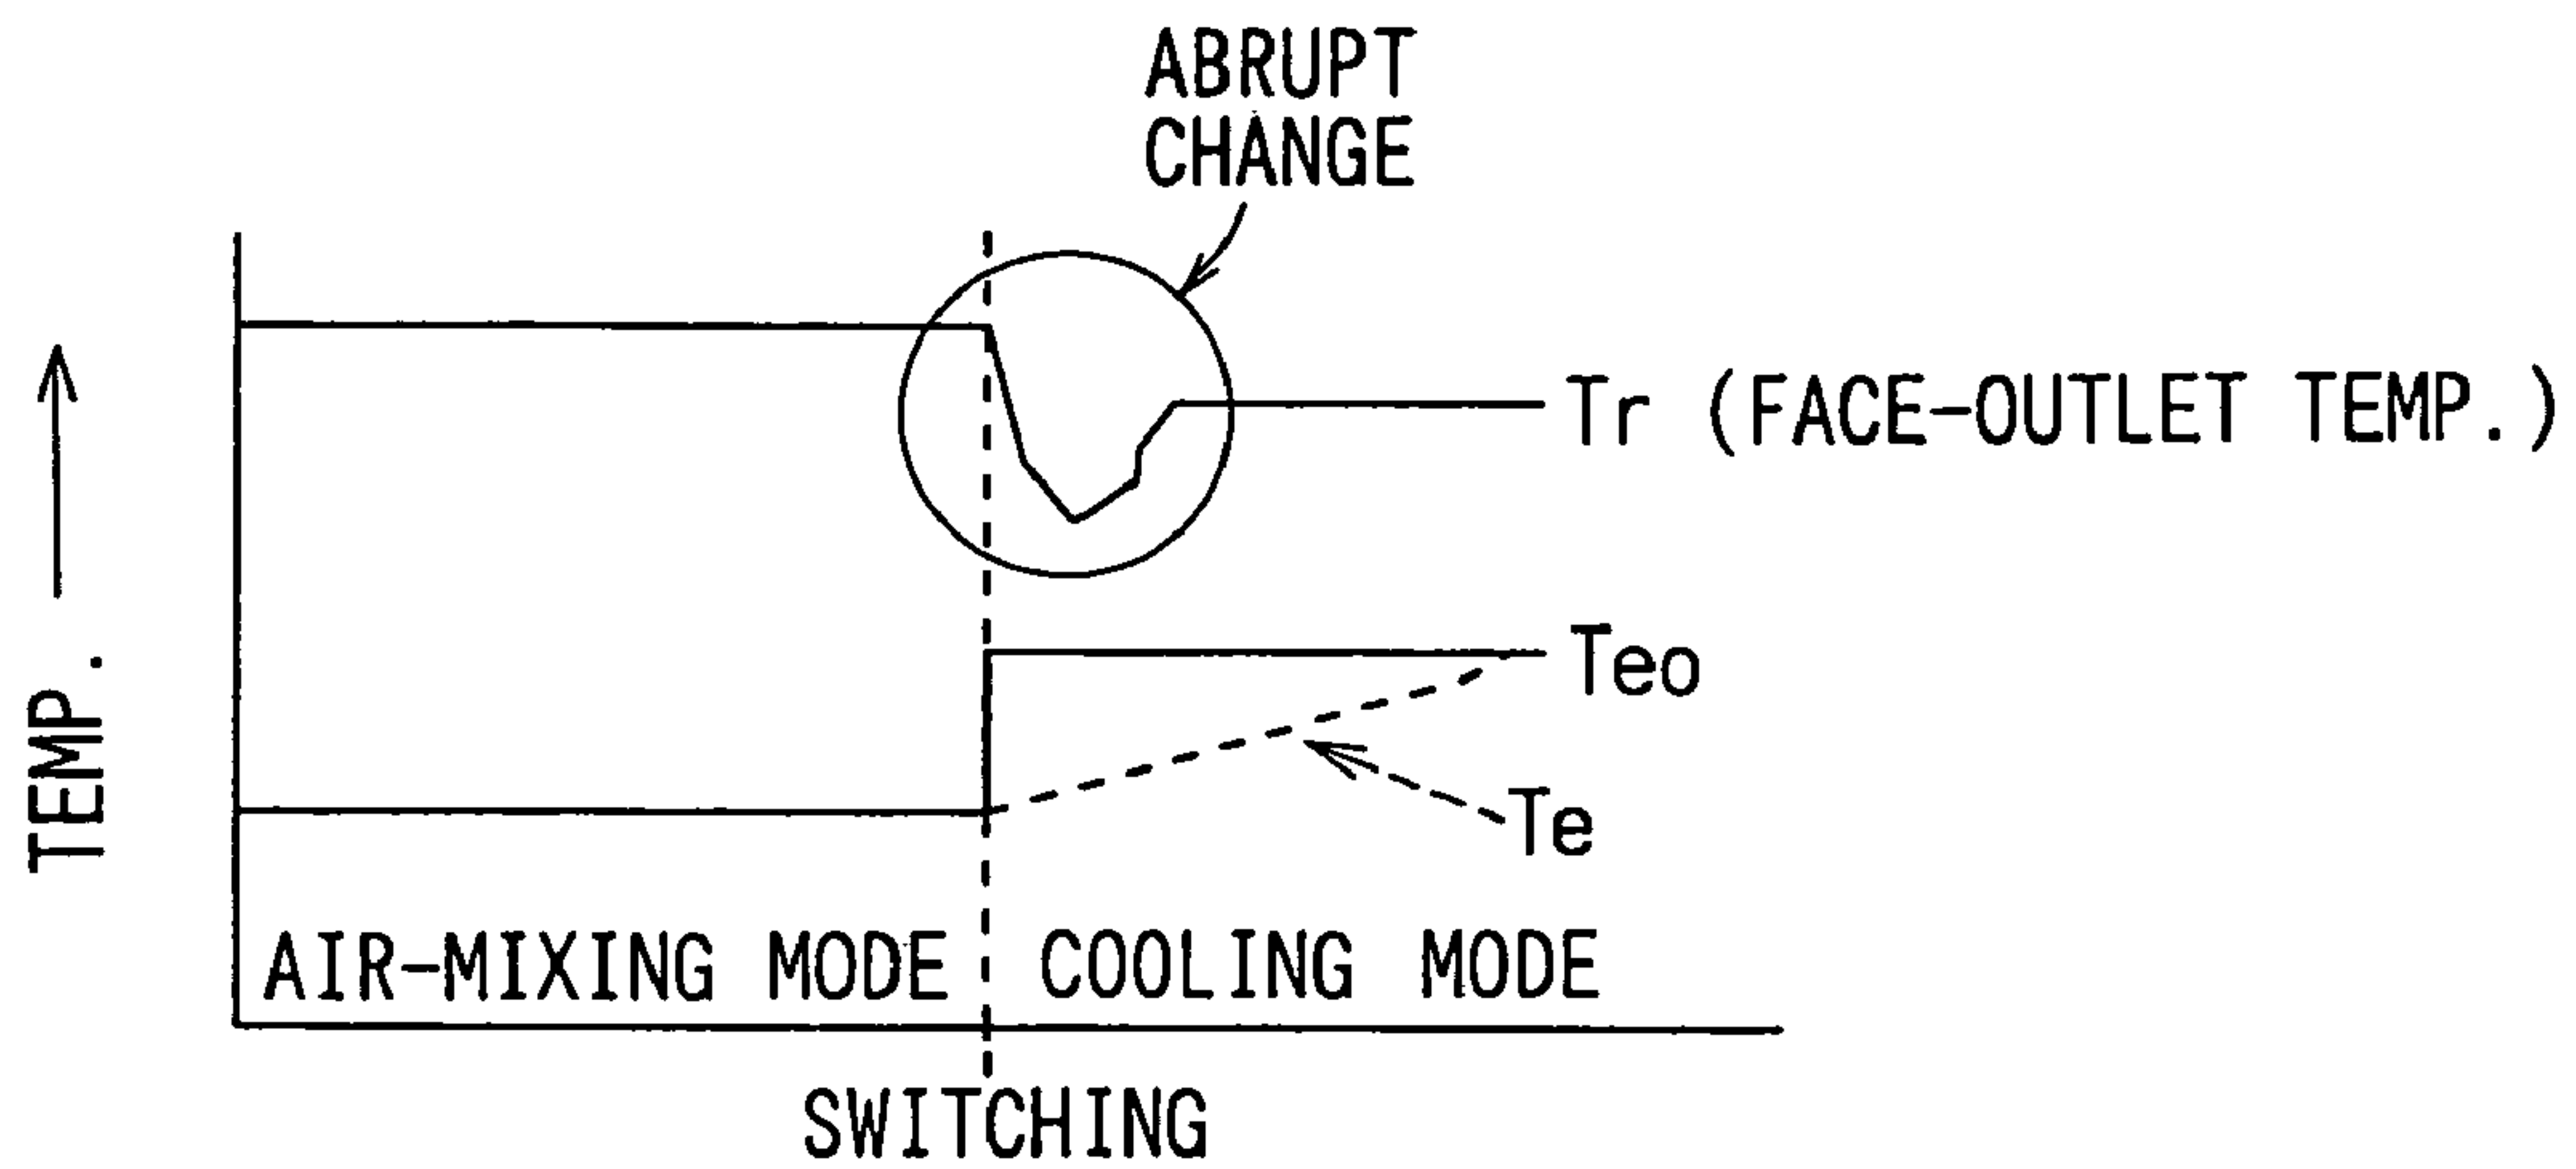 ABRUPT
CHANGE
Tr (FACE-OUTLET TEMP.)
TEMP.
Teo
Te
AIR-MIXING MODE
COOLING MODE
SWITCHING